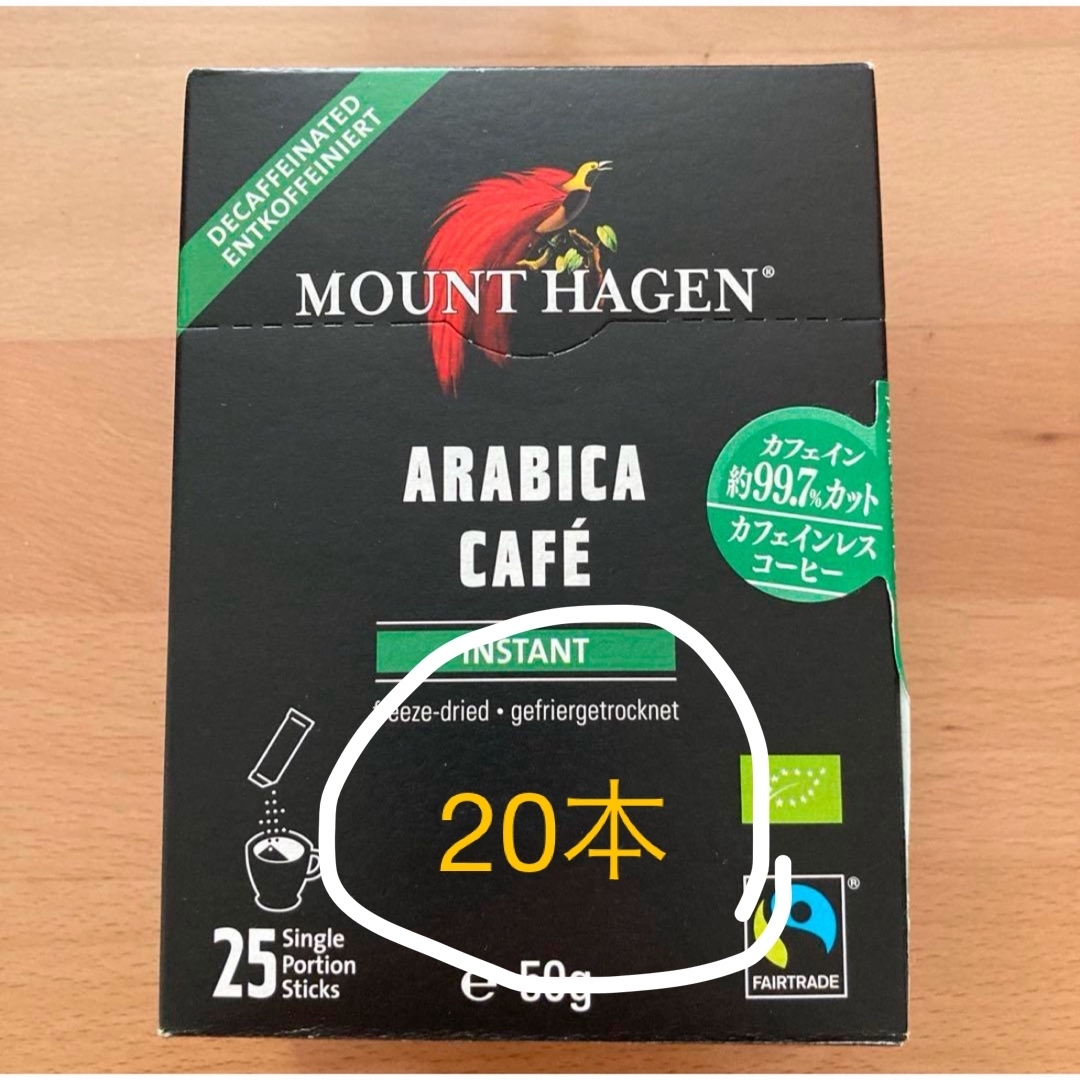 DECAFFEINATED
ENTKOFFEINIERT
MOUNT HAGEN®
ARABICA
CAFÉ
カフェイン
約99.7%カット
カフェインレス
コーヒー
INSTANT
freeze-dried • gefriergetrocknet
20本
25 Single
Portion
Sticks
e 50g
®
FAIRTRADE